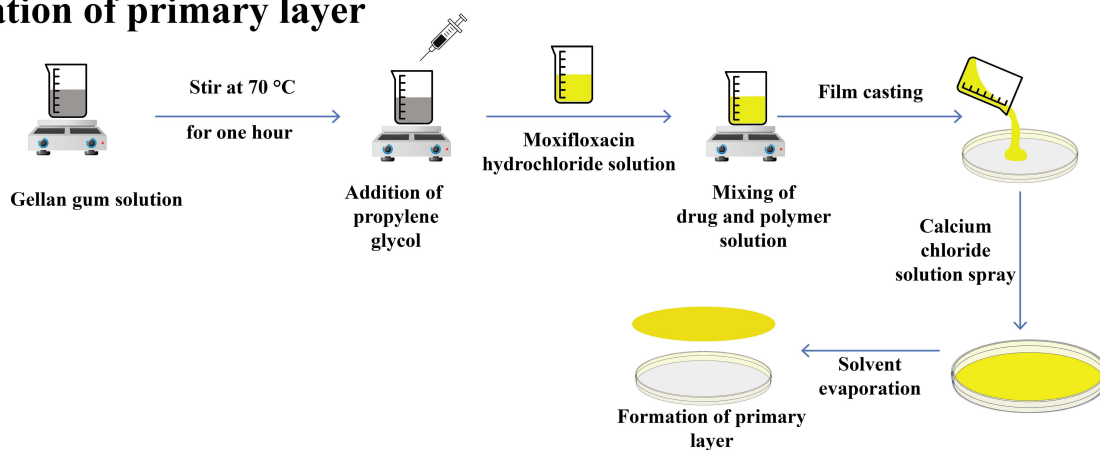 ation of primary layer
Stir at 70 °C
for one hour
Gellan gum solution
Addition of
propylene
glycol
Moxifloxacin
hydrochloride solution
Mixing of
drug and polymer
solution
Film casting
Calcium
chloride
solution spray
Solvent
evaporation
Formation of primary
layer